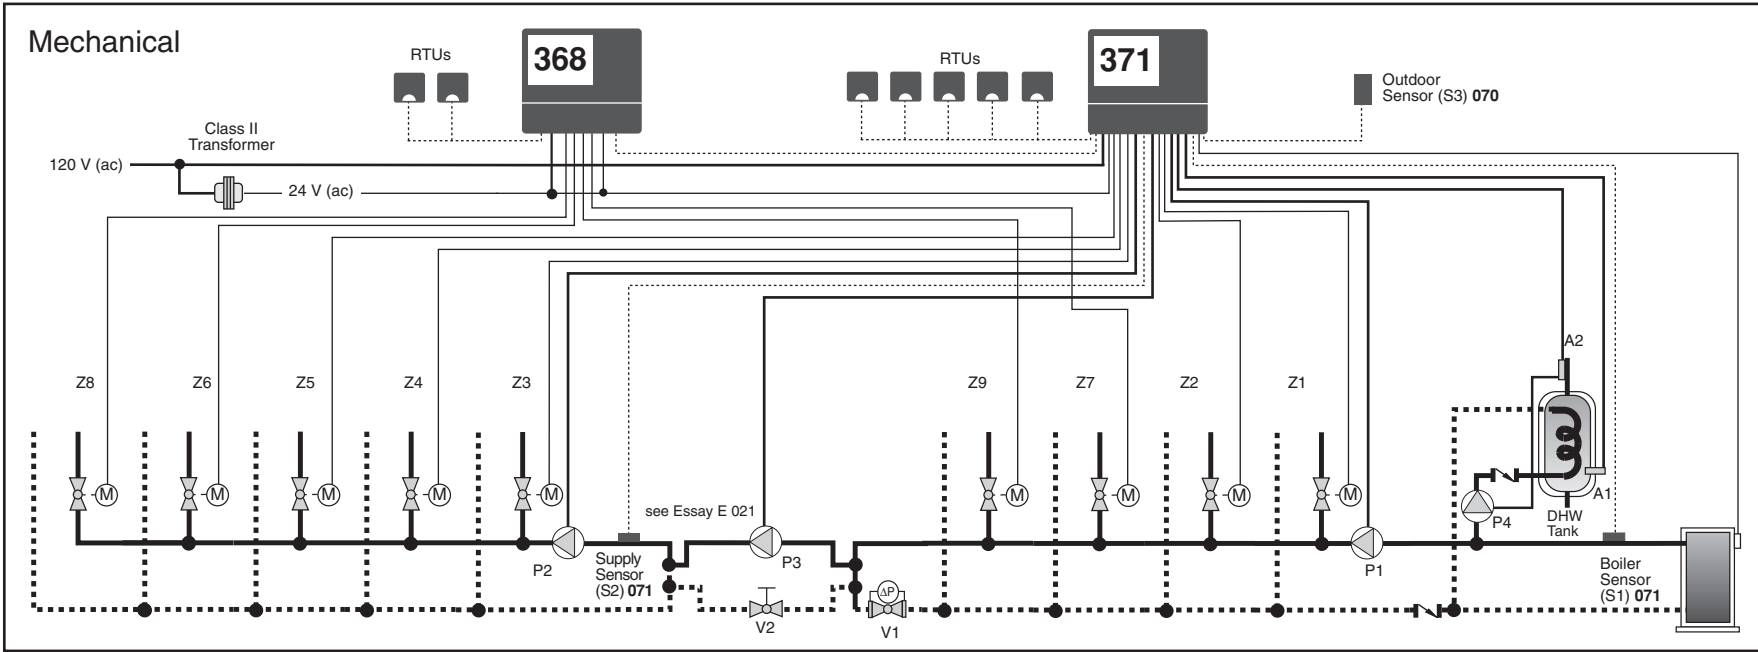 Mechanical
RTUs
368
RTUs
371
Outdoor
Sensor (S3) 070
Class II
Transformer
120 V (ac)
24 V (ac)
A2
Z8
Z6
Z5
Z4
Z3
Z9
Z7
Z2
Z1
M
M
M
M
M
M
M
M
M
A1
see Essay E 021
P4
DHW
Tank
P2
Supply
Sensor
(S2) 071
P3
P1
Boiler
Sensor
(S1) 071
ΔP
V2
V1